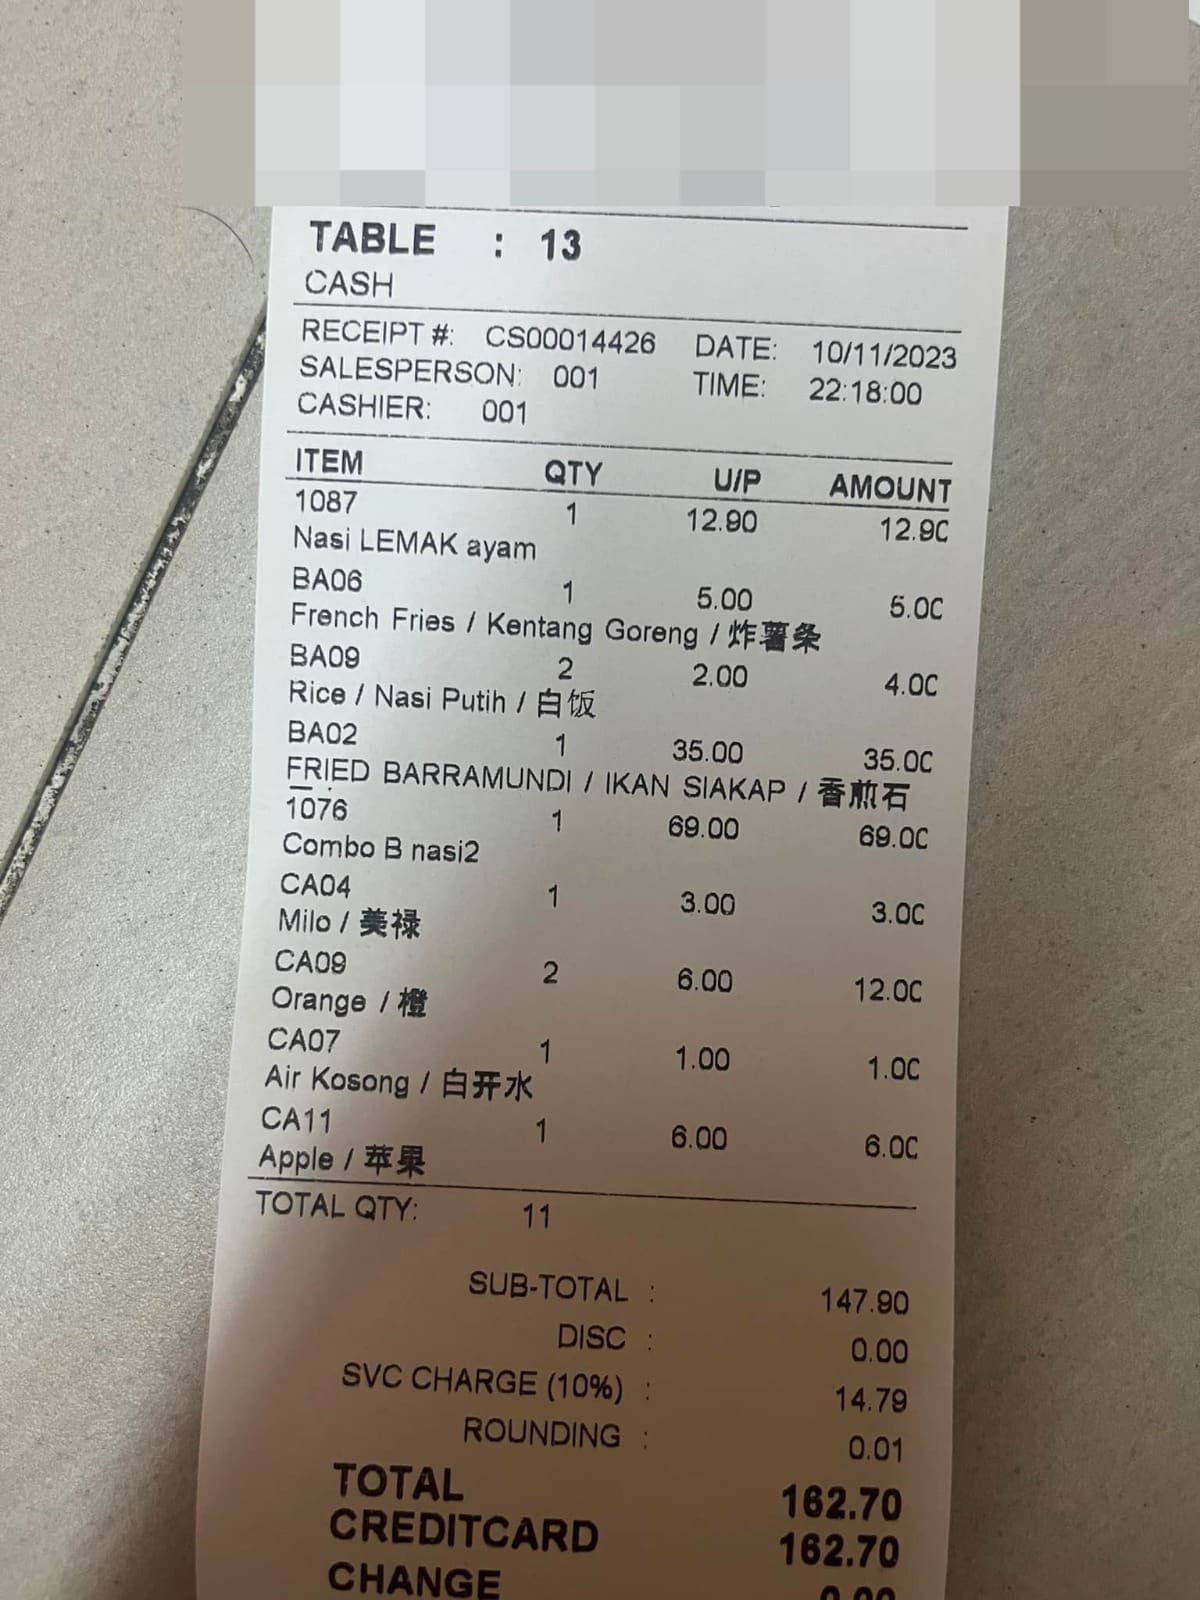 TABLE : 13
CASH
RECEIPT #: CS00014426 DATE: 10/11/2023
SALESPERSON: 001 TIME: 22:18:00
CASHIER: 001
ITEM QTY U/P AMOUNT
1087 1 12.90 12.90
Nasi LEMAK ayam
BA06 1 5.00 5.00
French Fries / Kentang Goreng / 炸薯条
BA09 2 2.00 4.00
Rice / Nasi Putih / 白饭
BA02 1 35.00 35.00
FRIED BARRAMUNDI / IKAN SIAKAP / 香煎石
1076 1 69.00 69.00
Combo B nasi2
CA04 1 3.00 3.00
Milo / 美禄
CA09 2 6.00 12.00
Orange / 橙
CA07 1 1.00 1.00
Air Kosong / 白开水
CA11 1 6.00 6.00
Apple / 苹果
TOTAL QTY: 11
SUB-TOTAL : 147.90
DISC : 0.00
SVC CHARGE (10%) : 14.79
ROUNDING : 0.01
TOTAL 162.70
CREDITCARD 162.70
CHANGE 0.00